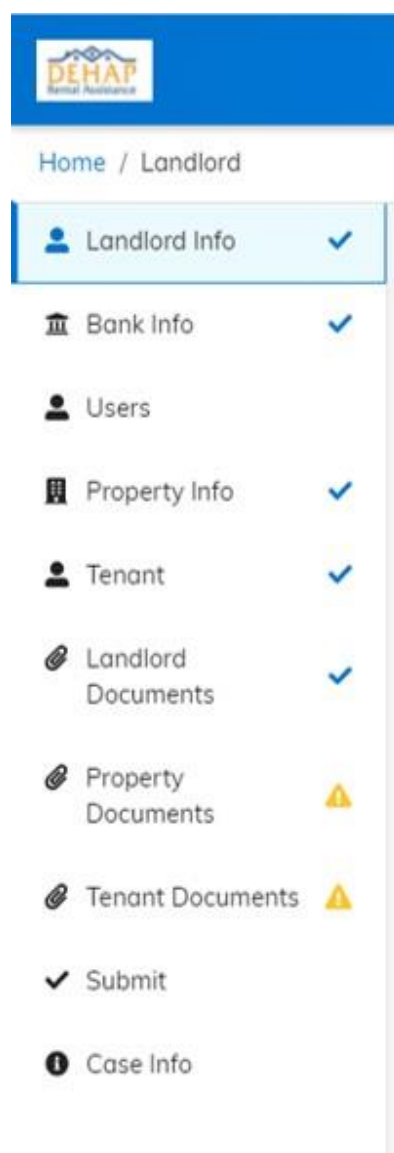 DEHAP
Rental Assistance
Home / Landlord
Landlord Info
Bank Info
Users
Property Info
Tenant
Landlord
Documents
Property
Documents
Tenant Documents
Submit
Case Info